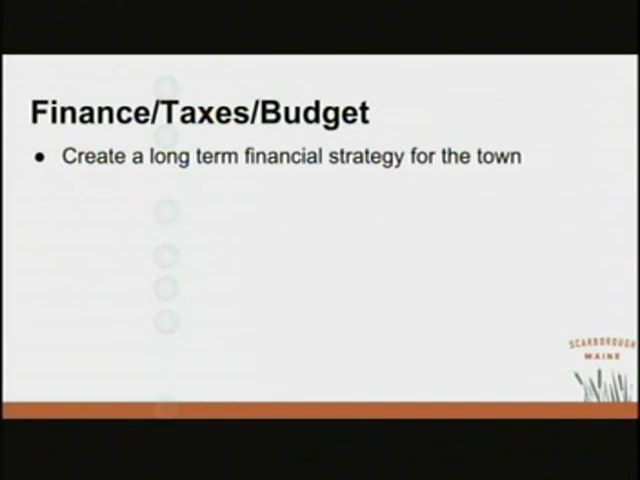 Finance/Taxes/Budget
● Create a long term financial strategy for the town
SCARBOROUGH
MAINE